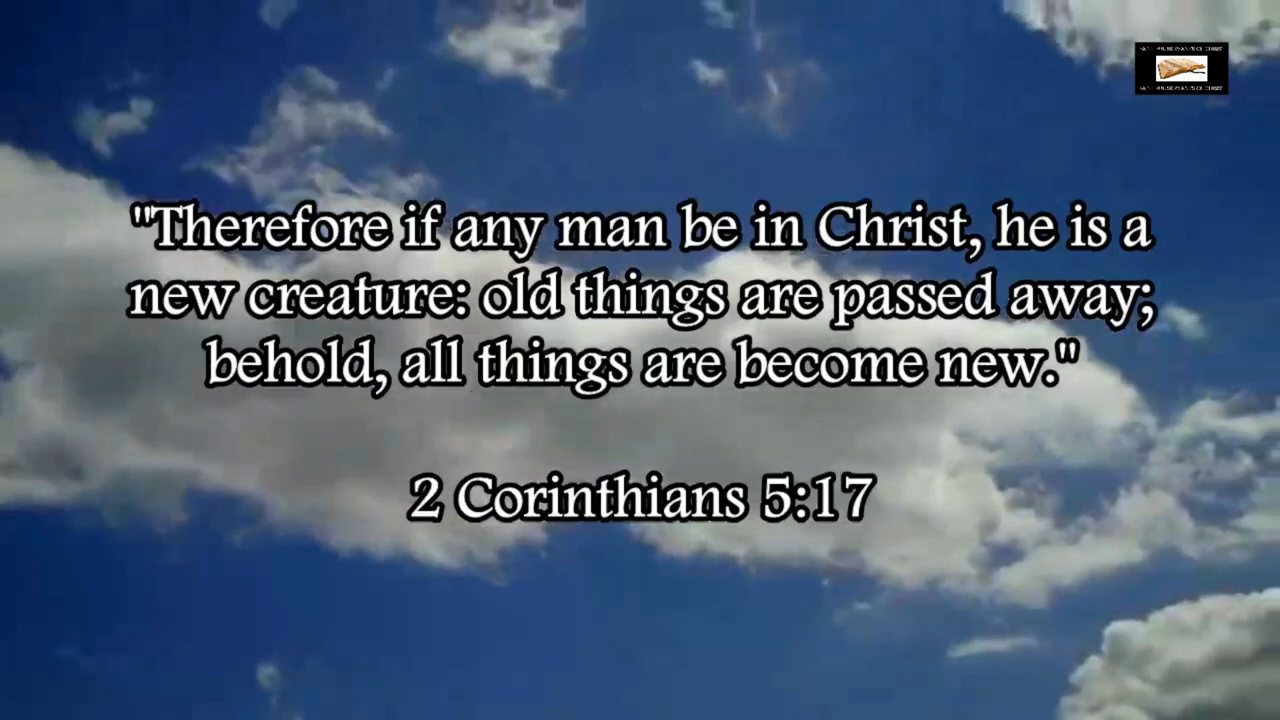 "Therefore if any man be in Christ, he is a
new creature: old things are passed away;
behold, all things are become new."
2 Corinthians 5:17